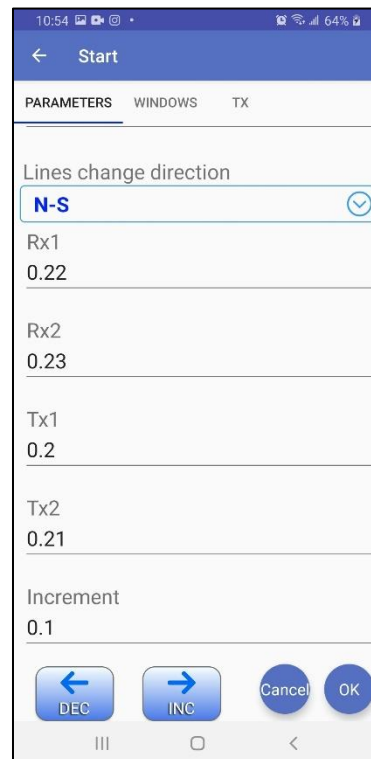 10:54
64%
Start
PARAMETERS WINDOWS TX
Lines change direction
N-S
Rx1
0.22
Rx2
0.23
Tx1
0.2
Tx2
0.21
Increment
0.1
DEC INC Cancel OK